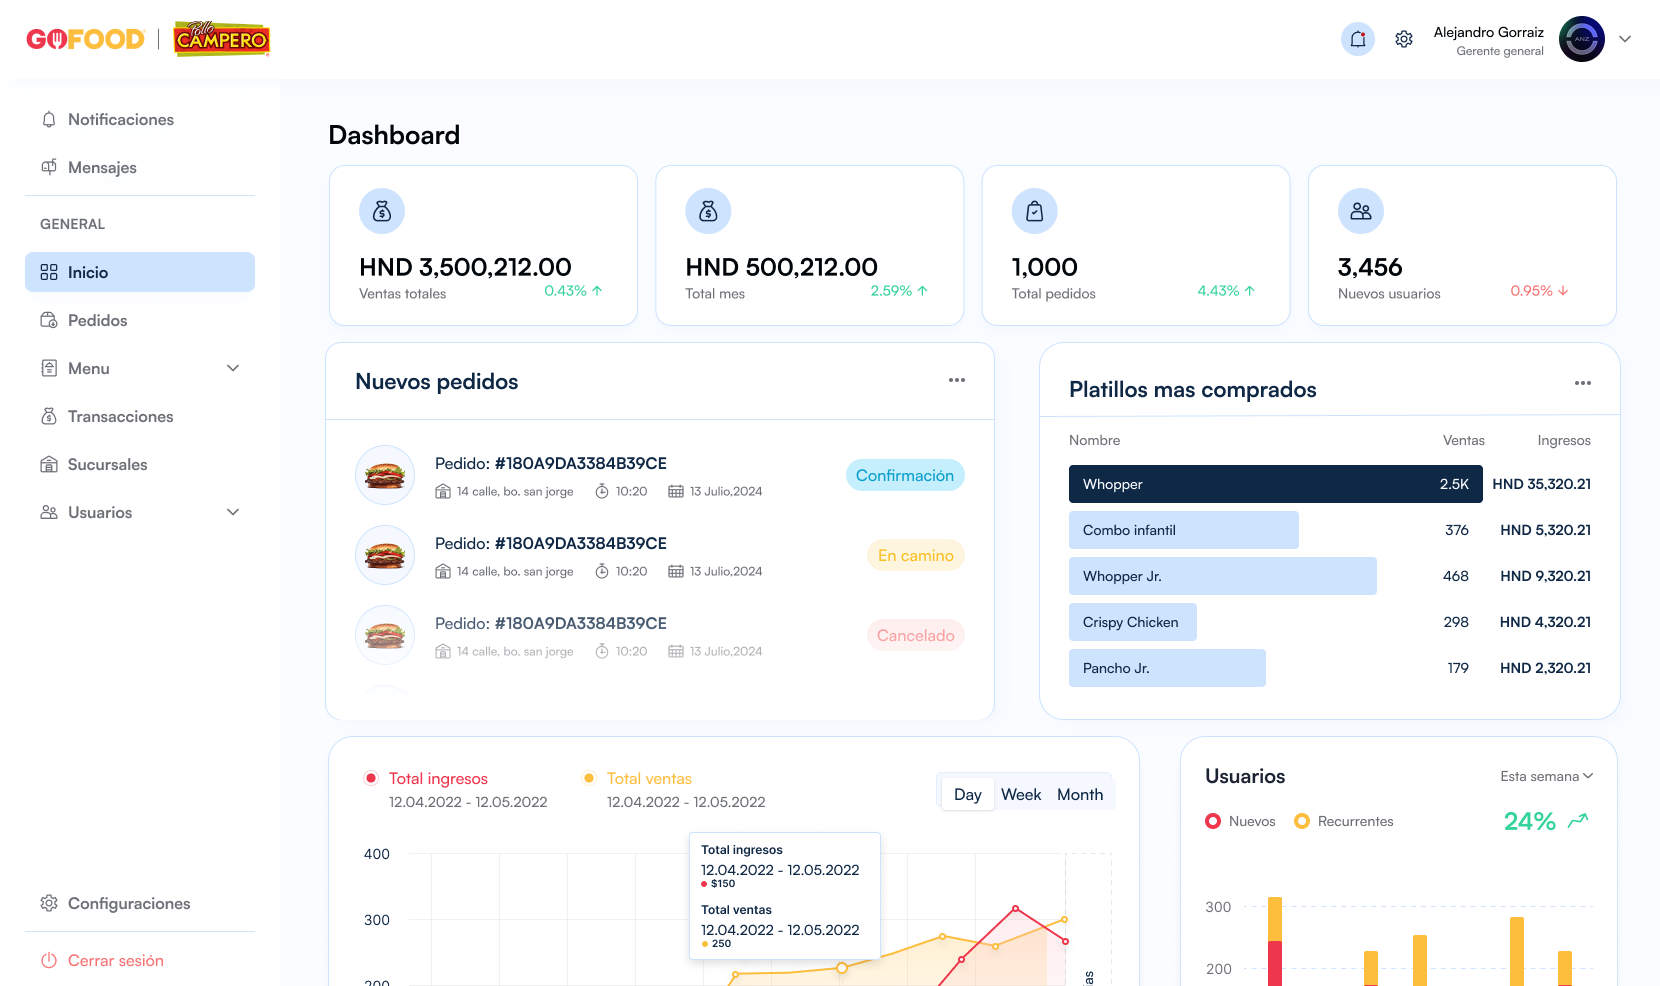 GOFOOD
Pollo
CAMPERO
Alejandro Gorraiz
Gerente general
ANZ
Notificaciones
Mensajes
GENERAL
Inicio
Pedidos
Menu
Transacciones
Sucursales
Usuarios
Configuraciones
Cerrar sesión
Dashboard
HND 3,500,212.00
Ventas totales
0.43%
HND 500,212.00
Total mes
2.59%
1,000
Total pedidos
4.43%
3,456
Nuevos usuarios
0.95%
Nuevos pedidos
Pedido: #180A9DA3384B39CE
14 calle, bo. san jorge 10:20 13 Julio,2024
Confirmación
Pedido: #180A9DA3384B39CE
14 calle, bo. san jorge 10:20 13 Julio,2024
En camino
Pedido: #180A9DA3384B39CE
14 calle, bo. san jorge 10:20 13 Julio,2024
Cancelado
Platillos mas comprados
Nombre Ventas Ingresos
Whopper 2.5K HND 35,320.21
Combo infantil 376 HND 5,320.21
Whopper Jr. 468 HND 9,320.21
Crispy Chicken 298 HND 4,320.21
Pancho Jr. 179 HND 2,320.21
Total ingresos
12.04.2022 - 12.05.2022
Total ventas
12.04.2022 - 12.05.2022
Day Week Month
400
300
200
Total ingresos
12.04.2022 - 12.05.2022
$150
Total ventas
12.04.2022 - 12.05.2022
250
Usuarios
Esta semana
Nuevos Recurrentes
24%
300
200